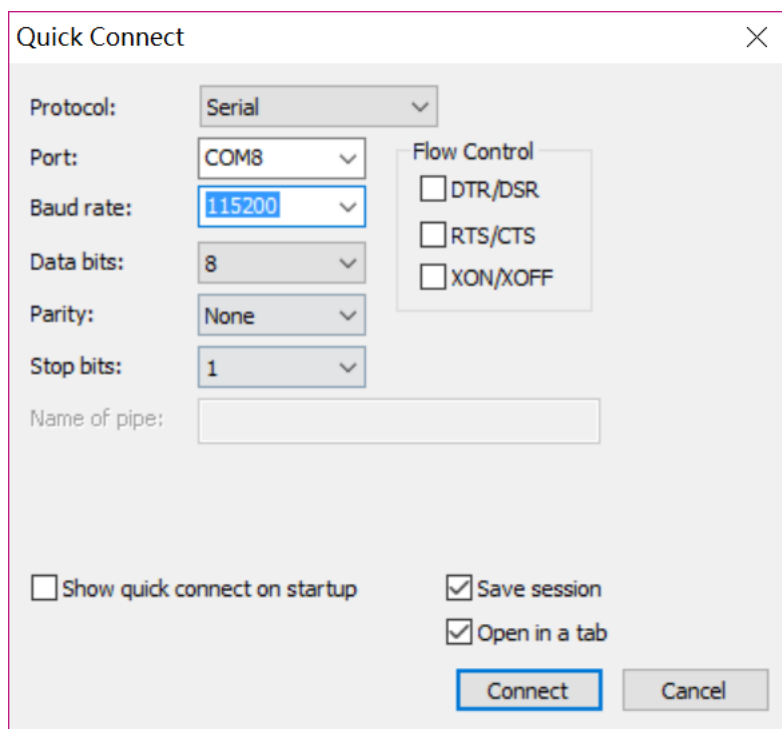 Quick Connect
Protocol: Serial
Port: COM8
Flow Control
DTR/DSR
Baud rate: 115200
RTS/CTS
Data bits: 8
XON/XOFF
Parity: None
Stop bits: 1
Name of pipe:
Show quick connect on startup
Save session
Open in a tab
Connect
Cancel